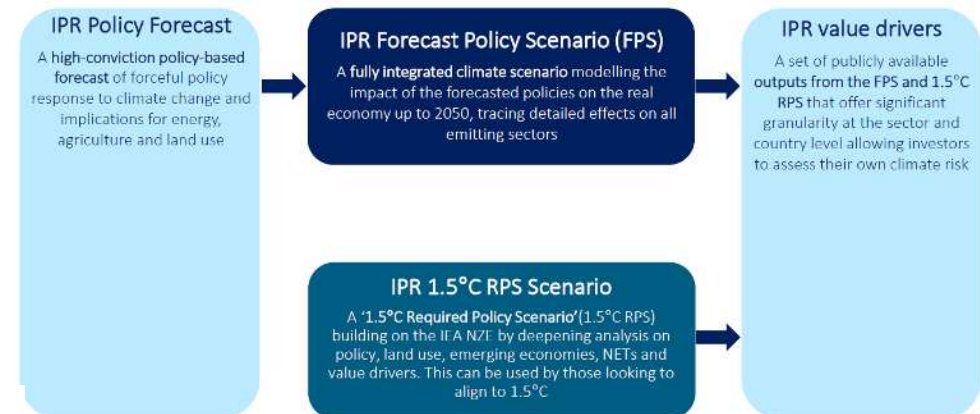 IPR Policy Forecast
A high-conviction policy-based
forecast of forceful policy
response to climate change and
implications for energy,
agriculture and land use
IPR Forecast Policy Scenario (FPS)
A fully integrated climate scenario modelling the
impact of the forecasted policies on the real
economy up to 2050, tracing detailed effects on all
emitting sectors
IPR 1.5°C RPS Scenario
A ‘1.5°C Required Policy Scenario’(1.5°C RPS)
building on the IEA NZE by deepening analysis on
policy, land use, emerging economies, NETs and
value drivers. This can be used by those looking to
align to 1.5°C
IPR value drivers
A set of publicly available
outputs from the FPS and 1.5°C
RPS that offer significant
granularity at the sector and
country level allowing investors
to assess their own climate risk